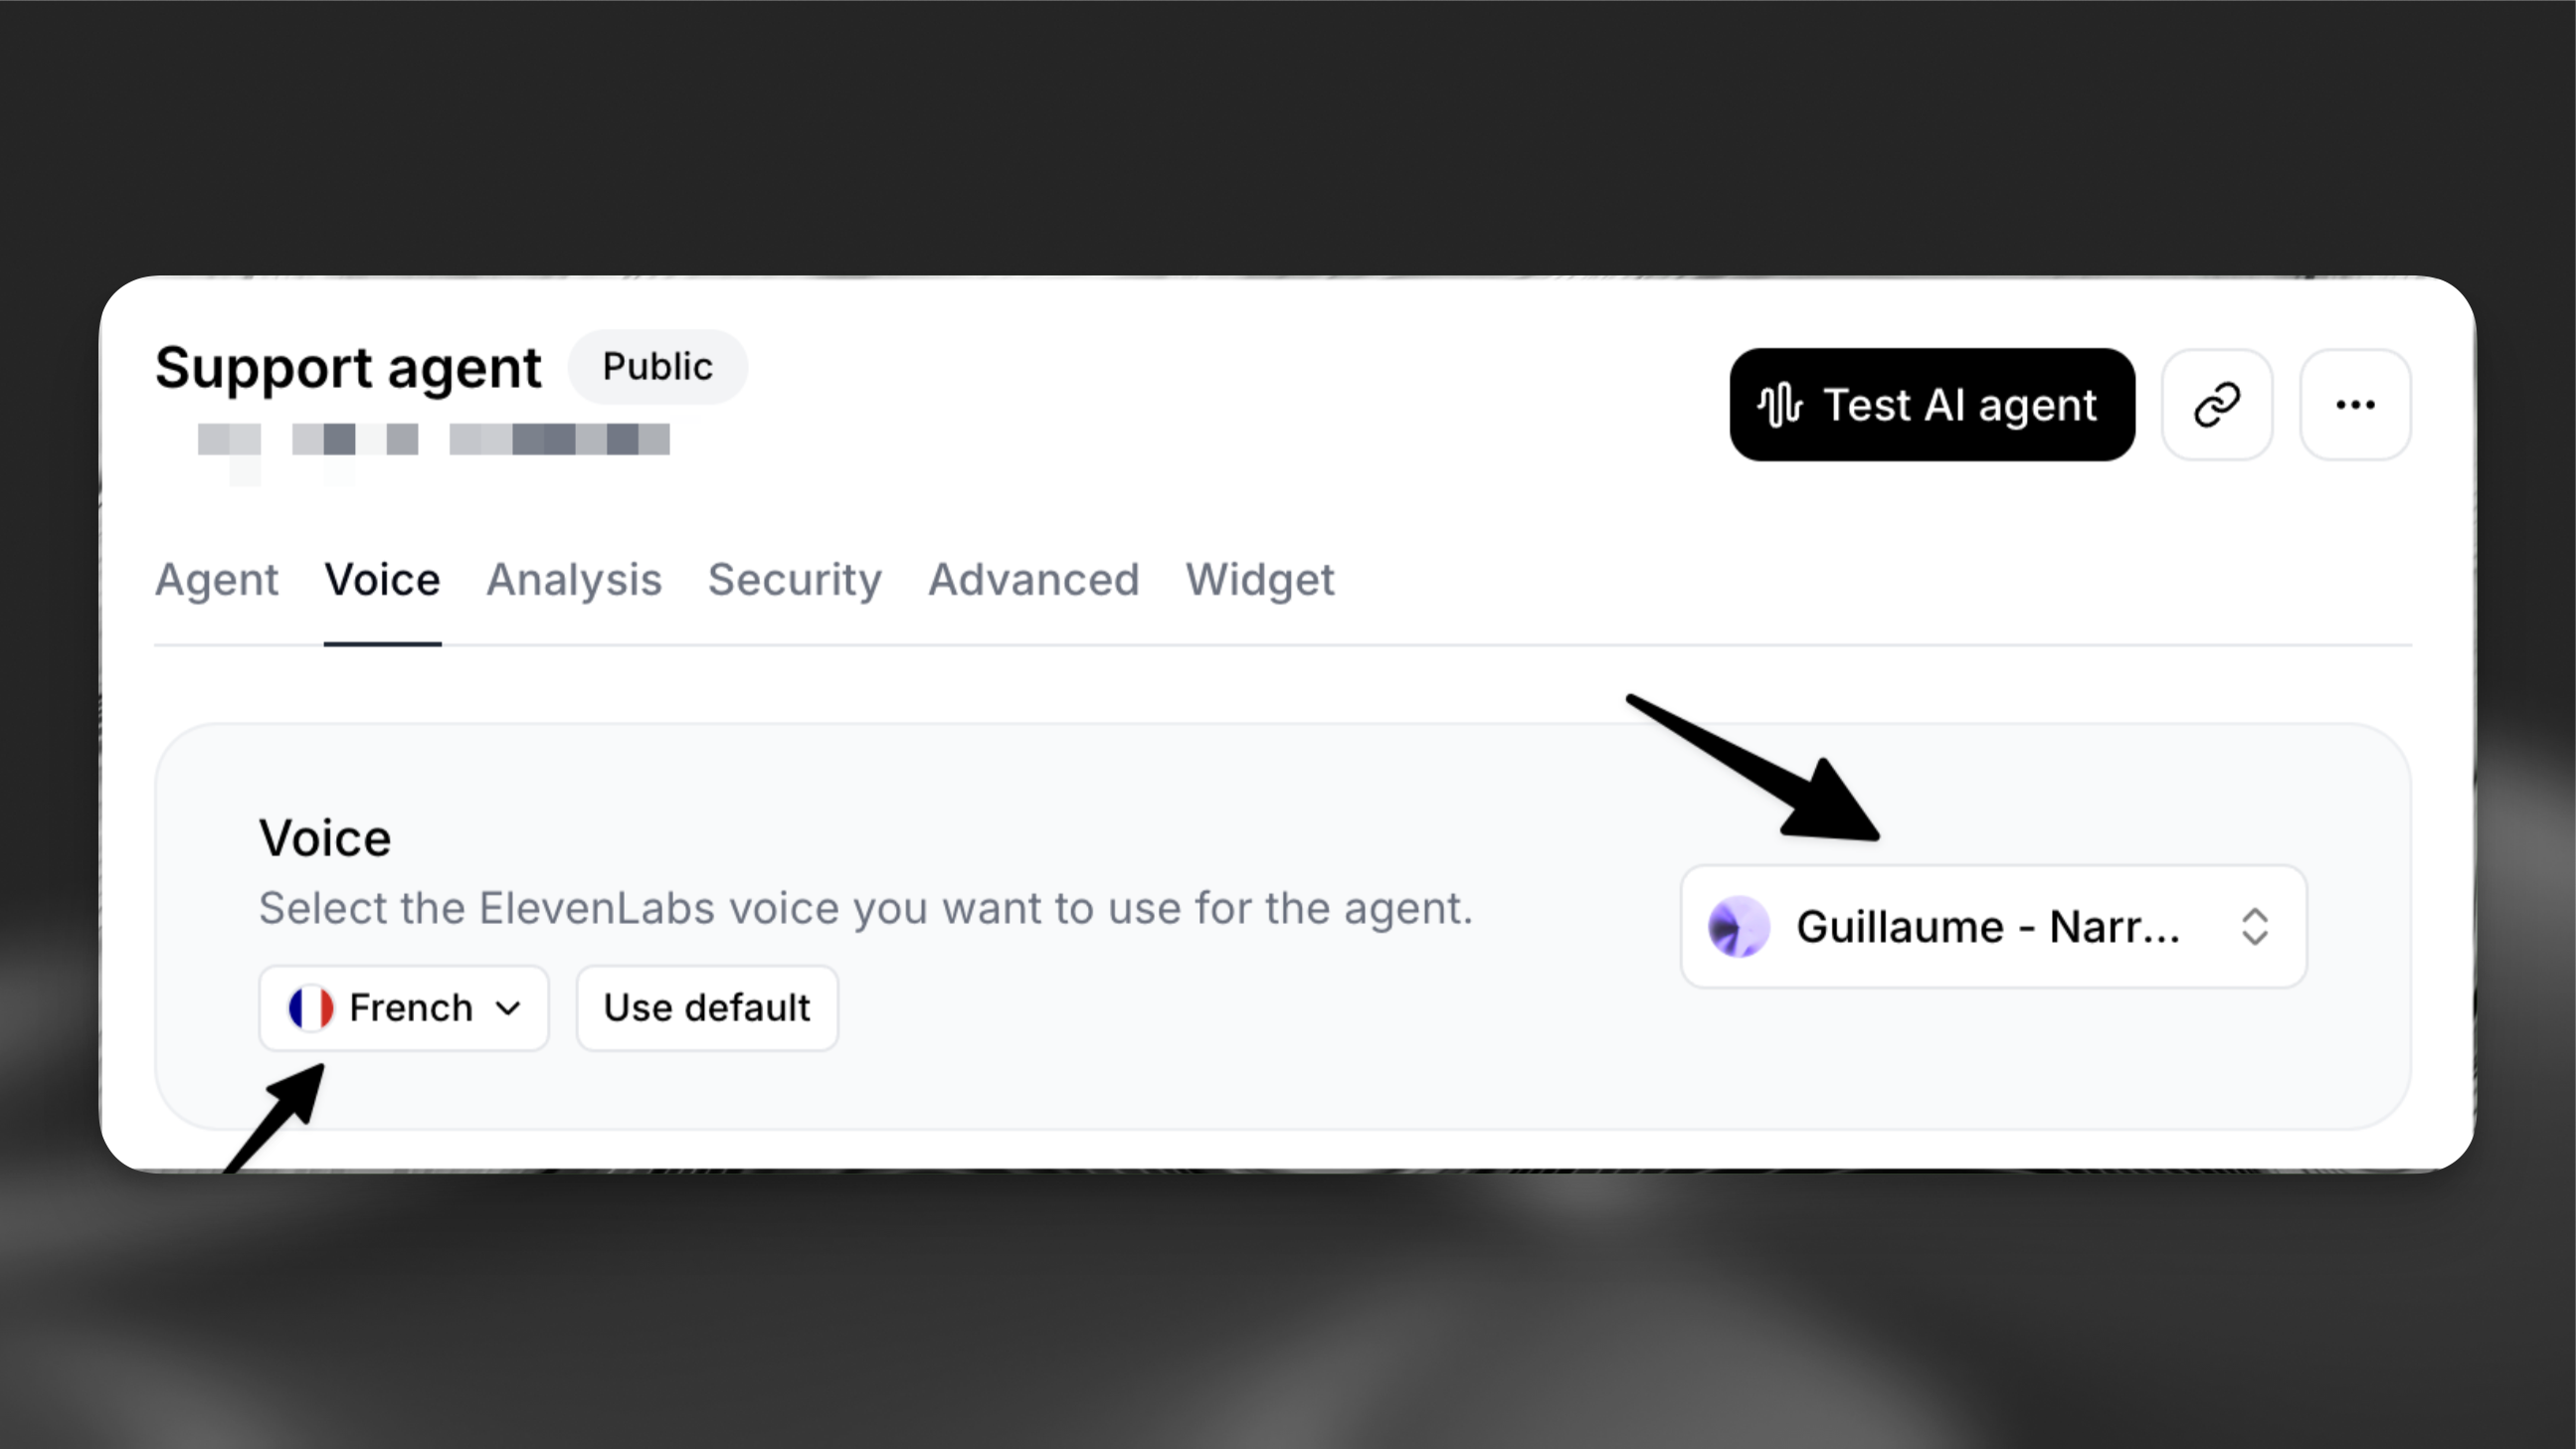 Support agent
Public
Test AI agent
Agent Voice Analysis Security Advanced Widget
Voice
Select the ElevenLabs voice you want to use for the agent.
Guillaume - Narr...
French
Use default